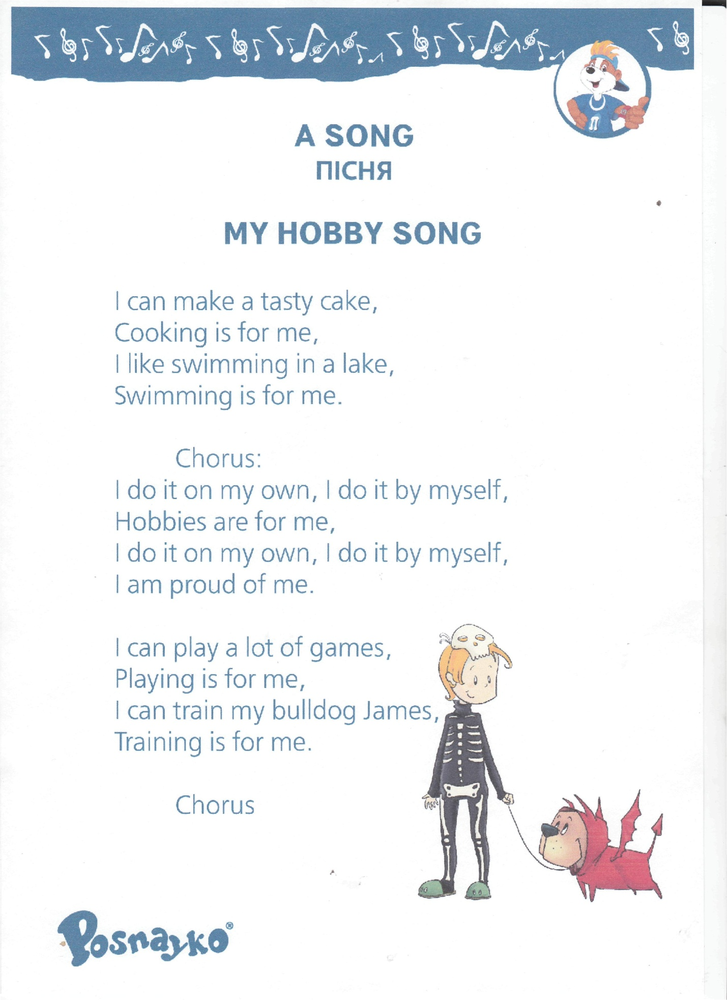 A SONG
ПІСНЯ
MY HOBBY SONG
I can make a tasty cake,
Cooking is for me,
I like swimming in a lake,
Swimming is for me.
Chorus:
I do it on my own, I do it by myself,
Hobbies are for me,
I do it on my own, I do it by myself,
I am proud of me.
I can play a lot of games,
Playing is for me,
I can train my bulldog James,
Training is for me.
Chorus
Posnayko®